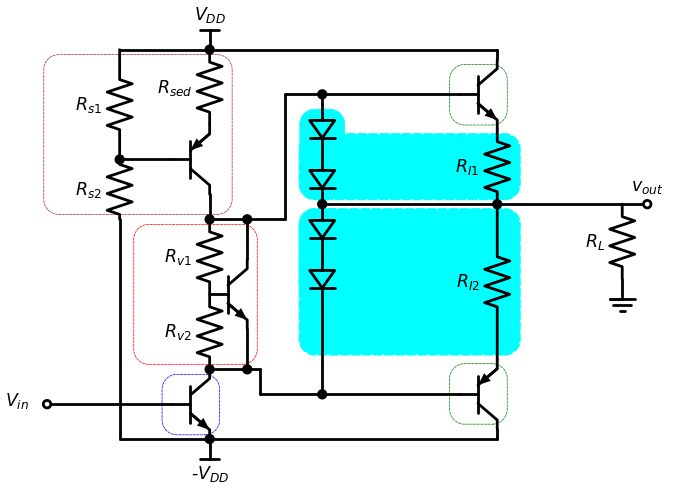 V_DD
R_sed
R_s1
R_s2
R_l1
v_out
R_v1
R_L
R_l2
R_v2
V_in
-V_DD